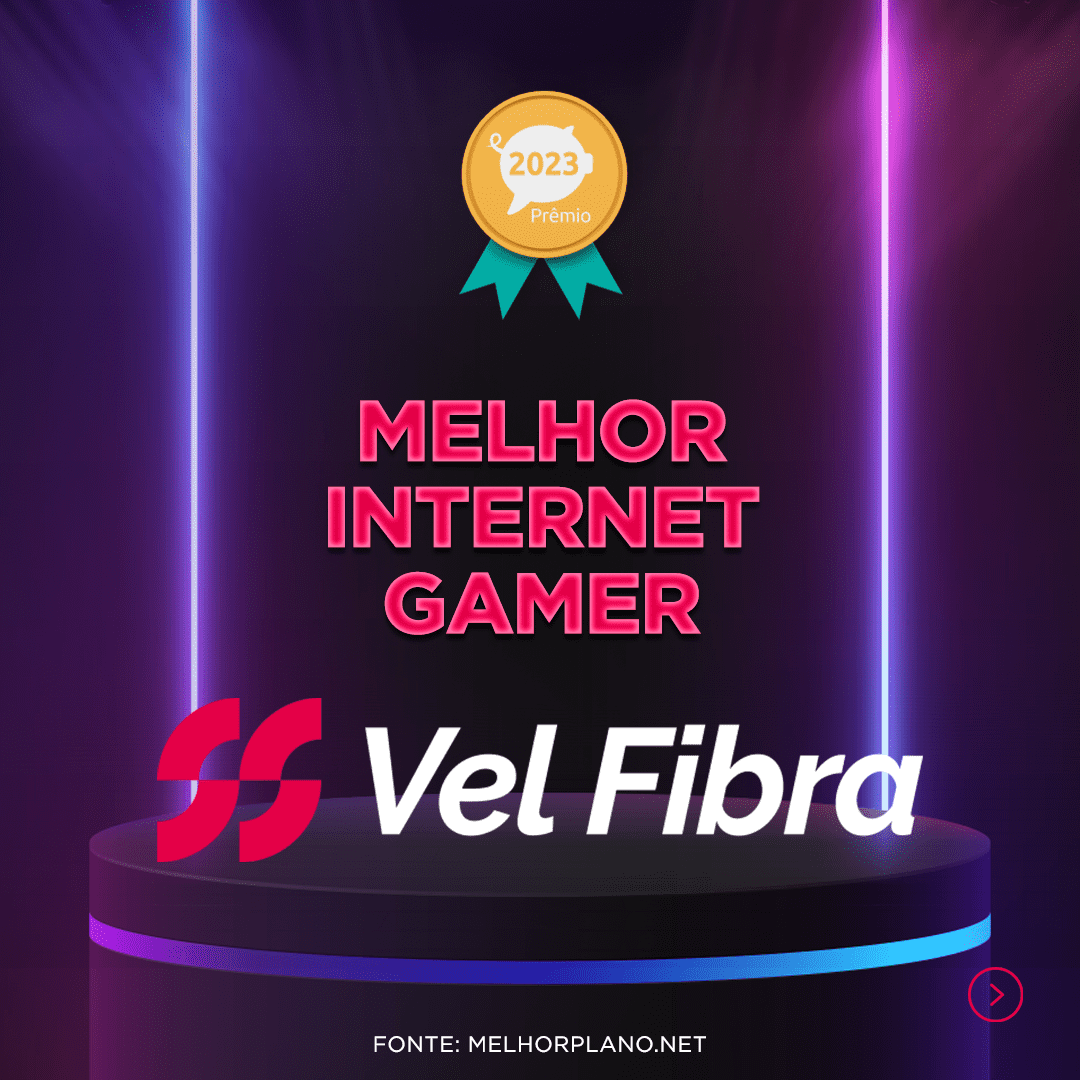 2023
Prêmio
MELHOR
INTERNET
GAMER
Vel Fibra
FONTE: MELHORPLANO.NET